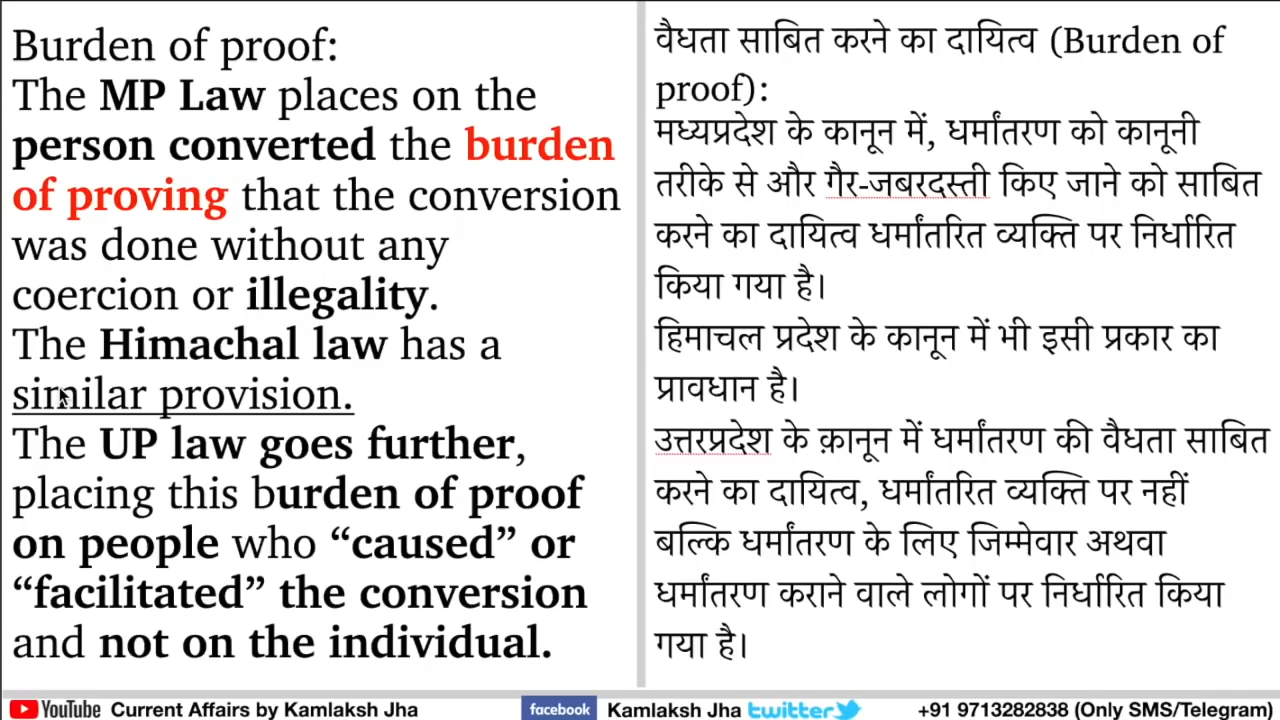 Burden of proof:
The MP Law places on the
person converted the burden
of proving that the conversion
was done without any
coercion or illegality.
The Himachal law has a
similar provision.
The UP law goes further,
placing this burden of proof
on people who “caused” or
“facilitated” the conversion
and not on the individual.
वैधता साबित करने का दायित्व (Burden of
proof):
मध्यप्रदेश के कानून में, धर्मांतरण को कानूनी
तरीके से और गैर-जबरदस्ती किए जाने को साबित
करने का दायित्व धर्मांतरित व्यक्ति पर निर्धारित
किया गया है।
हिमाचल प्रदेश के कानून में भी इसी प्रकार का
प्रावधान है।
उत्तरप्रदेश के क़ानून में धर्मांतरण की वैधता साबित
करने का दायित्व, धर्मांतरित व्यक्ति पर नहीं
बल्कि धर्मांतरण के लिए जिम्मेवार अथवा
धर्मांतरण कराने वाले लोगों पर निर्धारित किया
गया है।
YouTube Current Affairs by Kamlaksh Jha facebook Kamlaksh Jha twitter +91 9713282838 (Only SMS/Telegram)